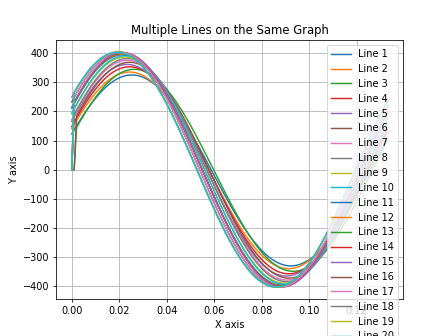 Multiple Lines on the Same Graph
Y axis
400
300
200
100
0
−100
−200
−300
−400
0.00
0.02
0.04
0.06
0.08
0.10
X axis
Line 1
Line 2
Line 3
Line 4
Line 5
Line 6
Line 7
Line 8
Line 9
Line 10
Line 11
Line 12
Line 13
Line 14
Line 15
Line 16
Line 17
Line 18
Line 19
Line 20